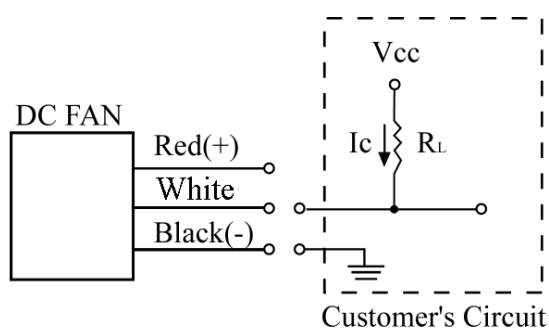 Vcc
DC FAN
Red(+)
Ic
RL
White
Black(-)
Customer's Circuit